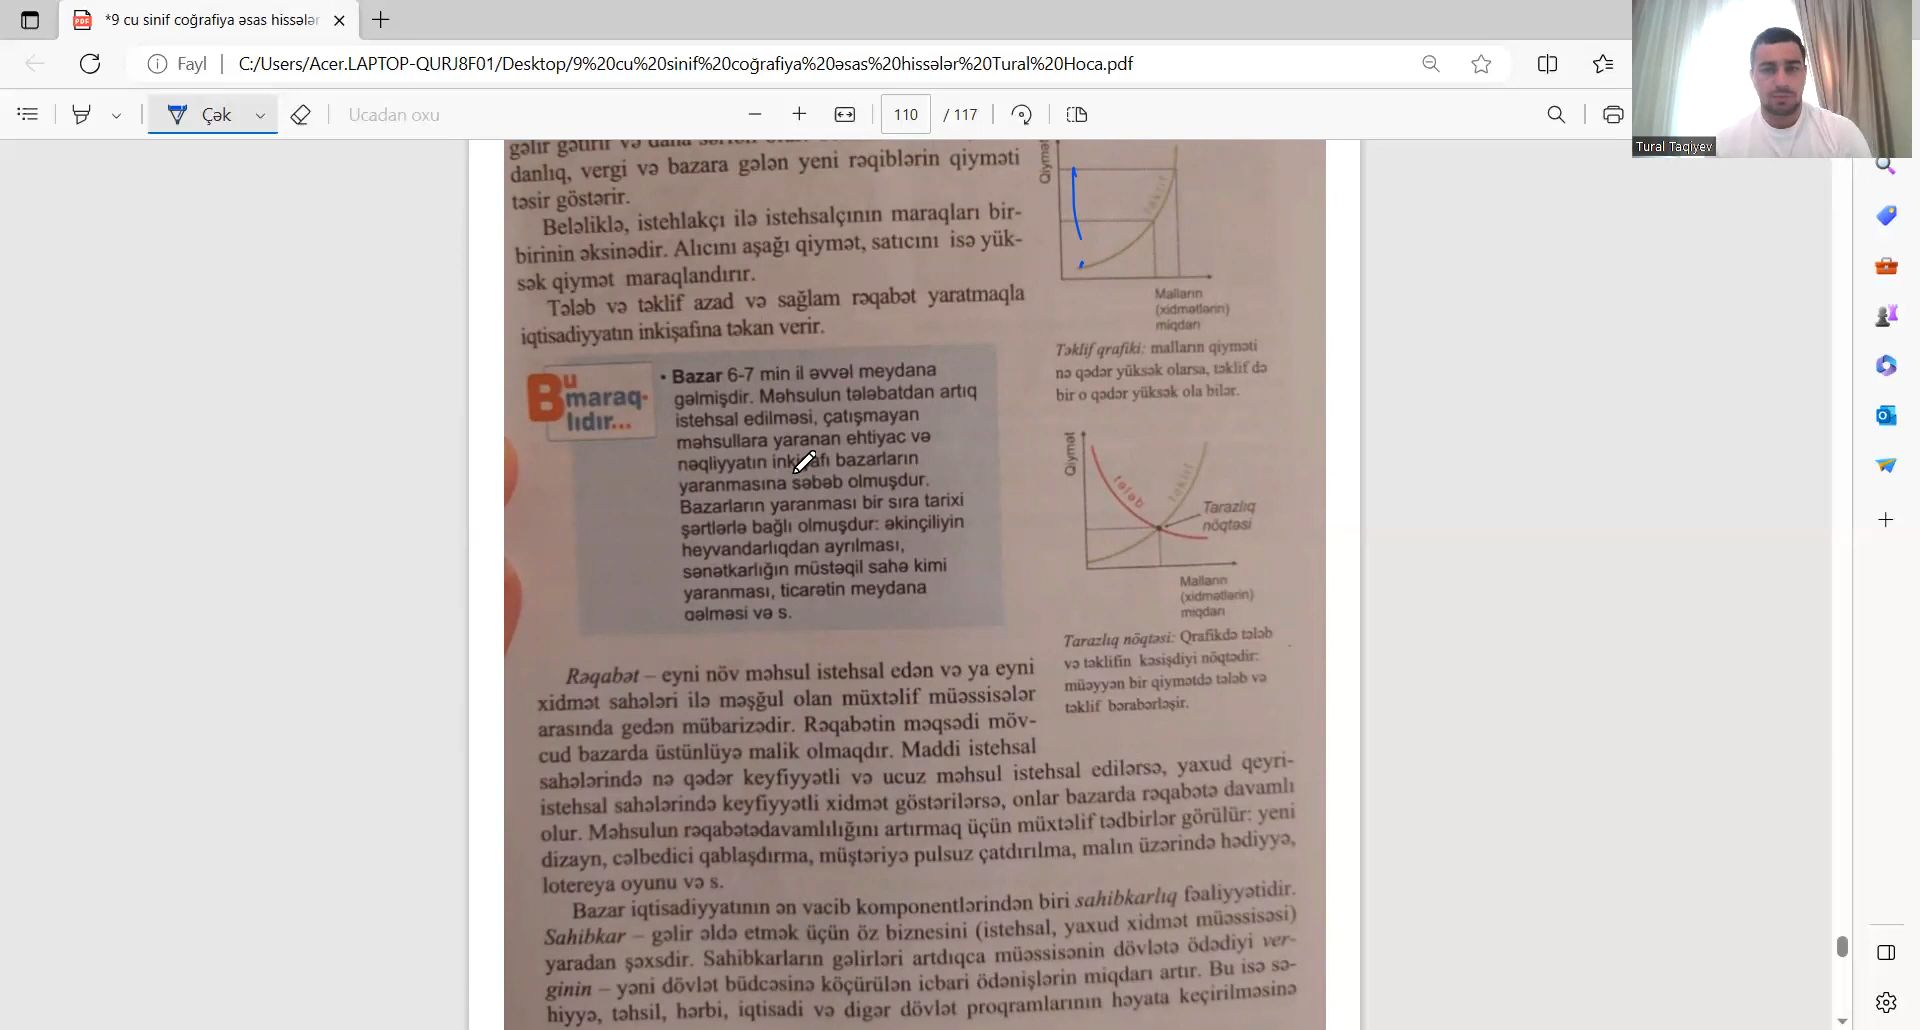 *9 cu sinif coğrafiya əsas hissələr
Fayl
C:/Users/Acer.LAPTOP-QURJ8F01/Desktop/9%20cu%20sinif%20coğrafiya%20əsas%20hissələr%20Tural%20Hoca.pdf
Çək
Ucadan oxu
110 / 117
Tural Taqiyev
gəlir gətirir və daha
danlıq, vergi və bazara gələn yeni rəqiblərin qiyməti
təsir göstərir.
Beləliklə, istehlakçı ilə istehsalçının maraqları bir-
birinin əksinədir. Alıcını aşağı qiymət, satıcını isə yük-
sək qiymət maraqlandırır.
Tələb və təklif azad və sağlam rəqabət yaratmaqla
iqtisadiyyatın inkişafına təkan verir.
Bu
maraq-
lıdır...
• Bazar 6-7 min il əvvəl meydana
gəlmişdir. Məhsulun tələbatdan artıq
istehsal edilməsi, çatışmayan
məhsullara yaranan ehtiyac və
nəqliyyatın inkişafı bazarların
yaranmasına səbəb olmuşdur.
Bazarların yaranması bir sıra tarixi
şərtlərlə bağlı olmuşdur: əkinçiliyin
heyvandarlıqdan ayrılması,
sənətkarlığın müstəqil sahə kimi
yaranması, ticarətin meydana
gəlməsi və s.
Qiymət
təklif
Malların
(xidmətlərin)
miqdarı
Təklif qrafiki: malların qiyməti
nə qədər yüksək olarsa, təklif də
bir o qədər yüksək ola bilər.
Qiymət
tələb
təklif
Tarazlıq
nöqtəsi
Malların
(xidmətlərin)
miqdarı
Tarazlıq nöqtəsi: Qrafikdə tələb
və təklifin kəsişdiyi nöqtədir:
müəyyən bir qiymətdə tələb və
təklif bərabərləşir.
Rəqabət – eyni növ məhsul istehsal edən və ya eyni
xidmət sahələri ilə məşğul olan müxtəlif müəssisələr
arasında gedən mübarizədir. Rəqabətin məqsədi möv-
cud bazarda üstünlüyə malik olmaqdır. Maddi istehsal
sahələrində nə qədər keyfiyyətli və ucuz məhsul istehsal edilərsə, yaxud qeyri-
istehsal sahələrində keyfiyyətli xidmət göstərilərsə, onlar bazarda rəqabətə davamlı
olur. Məhsulun rəqabətədavamlılığını artırmaq üçün müxtəlif tədbirlər görülür: yeni
dizayn, cəlbedici qablaşdırma, müştəriyə pulsuz çatdırılma, malın üzərində hədiyyə,
lotereya oyunu və s.
Bazar iqtisadiyyatının ən vacib komponentlərindən biri sahibkarlıq fəaliyyətidir.
Sahibkar – gəlir əldə etmək üçün öz biznesini (istehsal, yaxud xidmət müəssisəsi)
yaradan şəxsdir. Sahibkarların gəlirləri artdıqca müəssisənin dövlətə ödədiyi ver-
ginin – yəni dövlət büdcəsinə köçürülən icbari ödənişlərin miqdarı artır. Bu isə sə-
hiyyə, təhsil, hərbi, iqtisadi və digər dövlət proqramlarının həyata keçirilməsinə